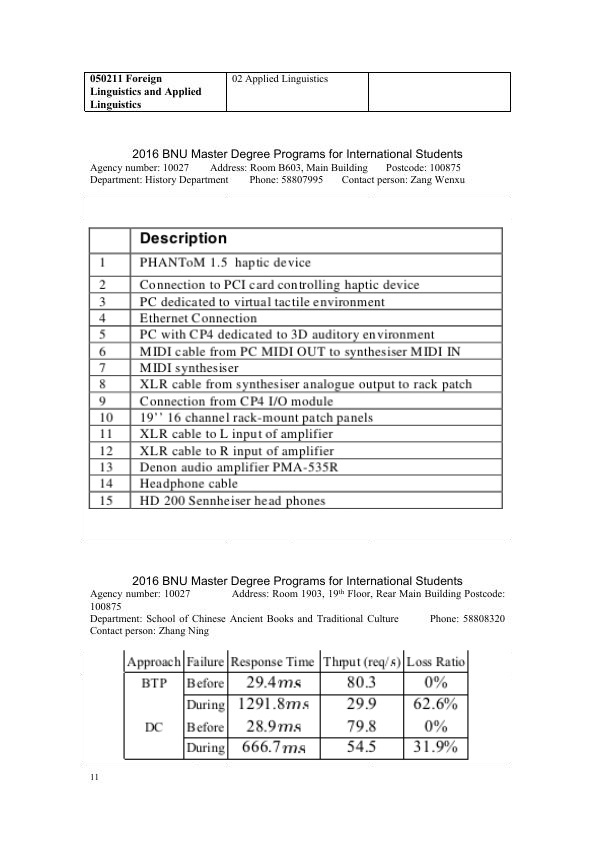 050211 Foreign
Linguistics and Applied
Linguistics
02 Applied Linguistics
2016 BNU Master Degree Programs for International Students
Agency number: 10027 Address: Room B603, Main Building Postcode: 100875
Department: History Department Phone: 58807995 Contact person: Zang Wenxu
Description
1 PHANToM 1.5 haptic device
2 Connection to PCI card controlling haptic device
3 PC dedicated to virtual tactile environment
4 Ethernet Connection
5 PC with CP4 dedicated to 3D auditory environment
6 MIDI cable from PC MIDI OUT to synthesiser MIDI IN
7 MIDI synthesiser
8 XLR cable from synthesiser analogue output to rack patch
9 Connection from CP4 I/O module
10 19'' 16 channel rack-mount patch panels
11 XLR cable to L input of amplifier
12 XLR cable to R input of amplifier
13 Denon audio amplifier PMA-535R
14 Headphone cable
15 HD 200 Sennheiser head phones
2016 BNU Master Degree Programs for International Students
Agency number: 10027 Address: Room 1903, 19th Floor, Rear Main Building Postcode:
100875
Department: School of Chinese Ancient Books and Traditional Culture Phone: 58808320
Contact person: Zhang Ning
Approach Failure Response Time Thrput (req/s) Loss Ratio
BTP Before 29.4ms 80.3 0%
During 1291.8ms 29.9 62.6%
DC Before 28.9ms 79.8 0%
During 666.7ms 54.5 31.9%
11